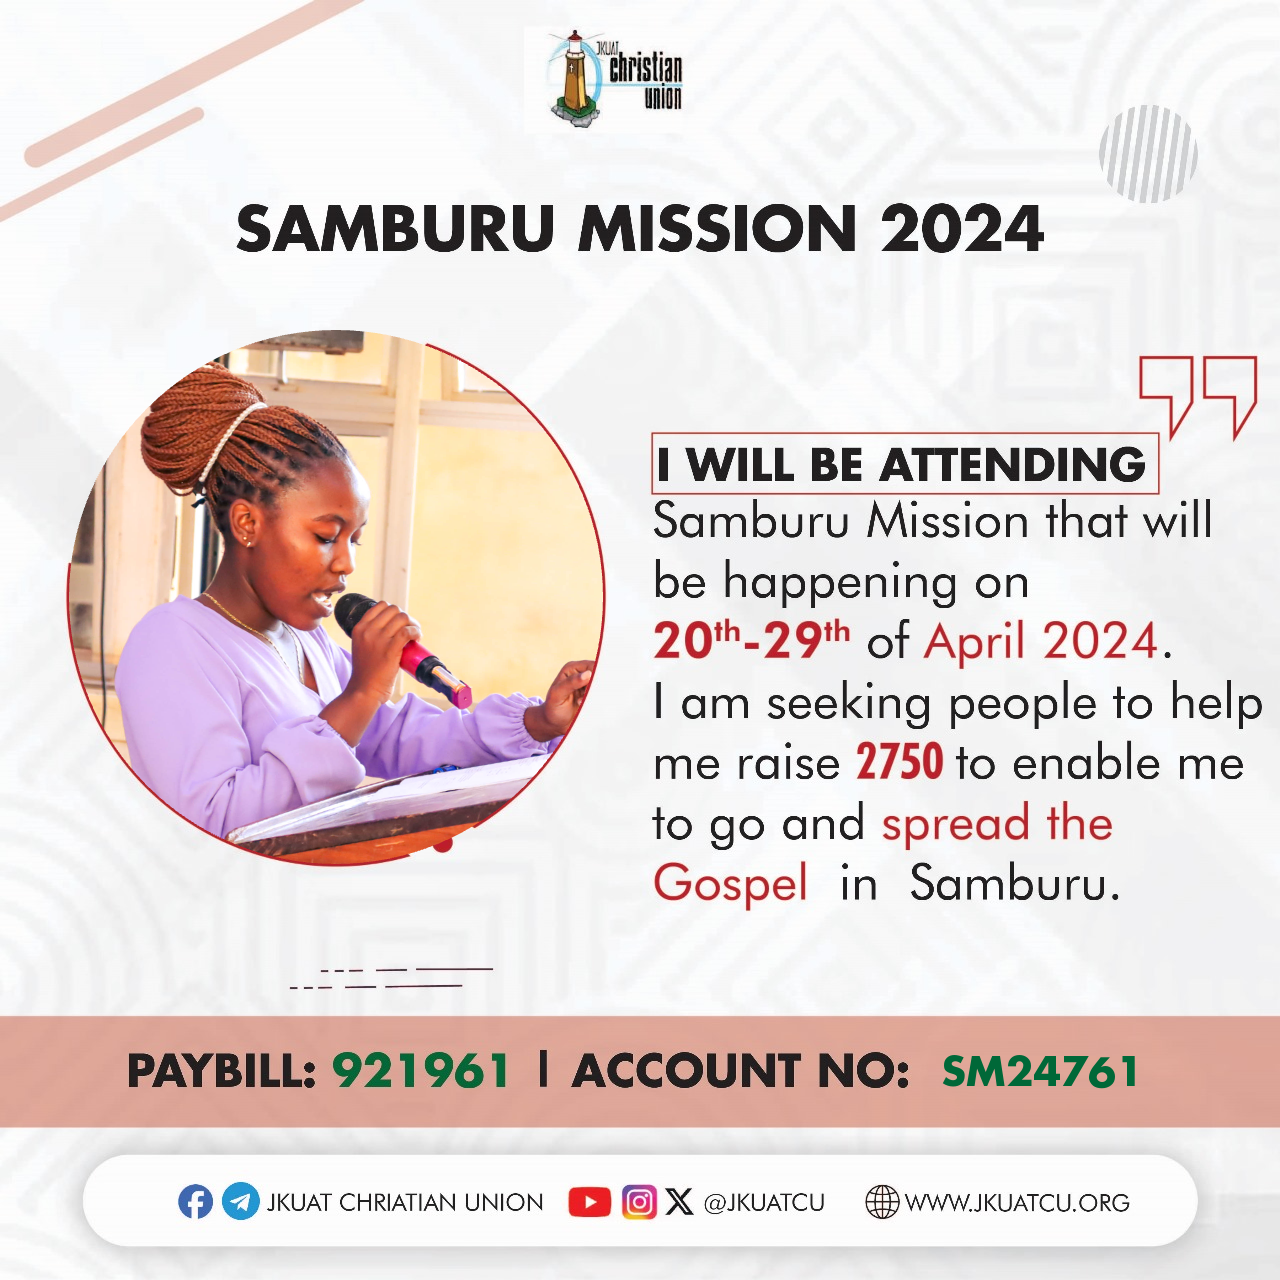 JKUAT
christian
union
SAMBURU MISSION 2024
I WILL BE ATTENDING
Samburu Mission that will
be happening on
20th-29th of April 2024.
I am seeking people to help
me raise 2750 to enable me
to go and spread the
Gospel in Samburu.
PAYBILL: 921961 | ACCOUNT NO: SM24761
JKUAT CHRIATIAN UNION @JKUATCU WWW.JKUATCU.ORG